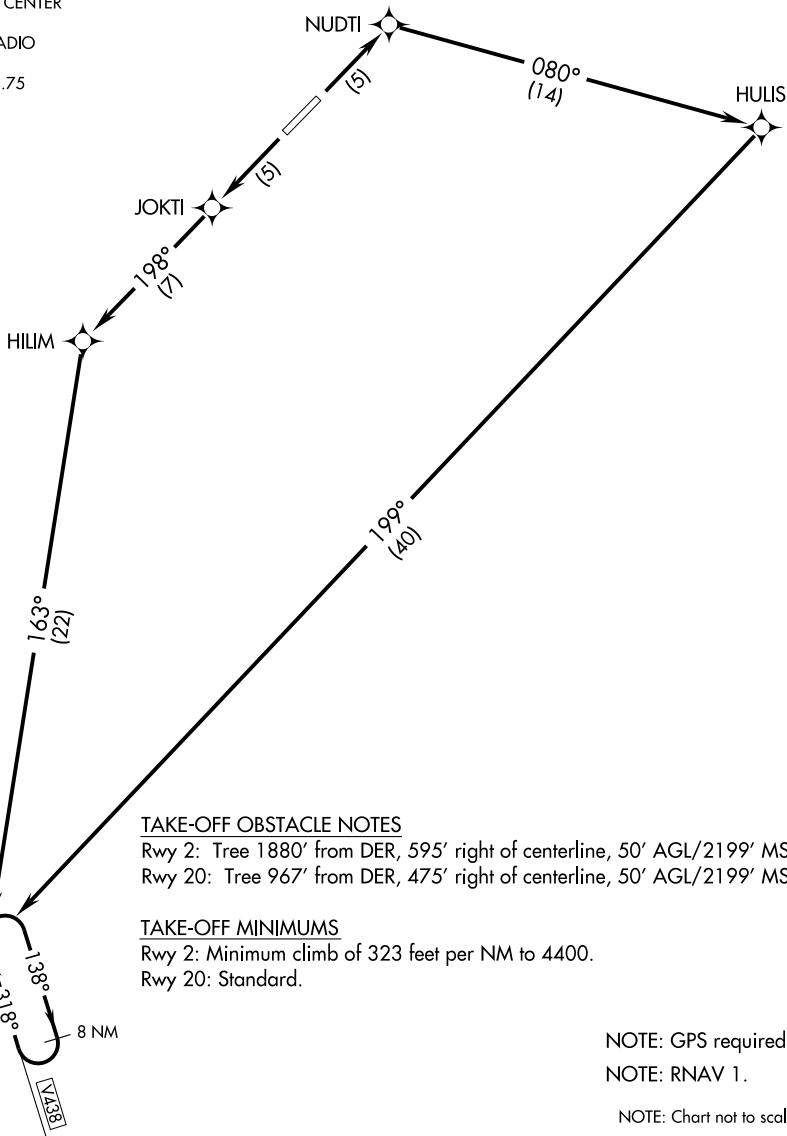 CENTER
NUDTI
ADIO
.75
(5)
080°
(14)
HULIS
(5)
JOKTI
198°
(7)
HILIM
199°
(40)
163°
(22)
TAKE-OFF OBSTACLE NOTES
Rwy 2: Tree 1880' from DER, 595' right of centerline, 50' AGL/2199' MS
Rwy 20: Tree 967' from DER, 475' right of centerline, 50' AGL/2199' MS
TAKE-OFF MINIMUMS
Rwy 2: Minimum climb of 323 feet per NM to 4400.
Rwy 20: Standard.
138°
318°
8 NM
NOTE: GPS required
NOTE: RNAV 1.
V438
NOTE: Chart not to scal